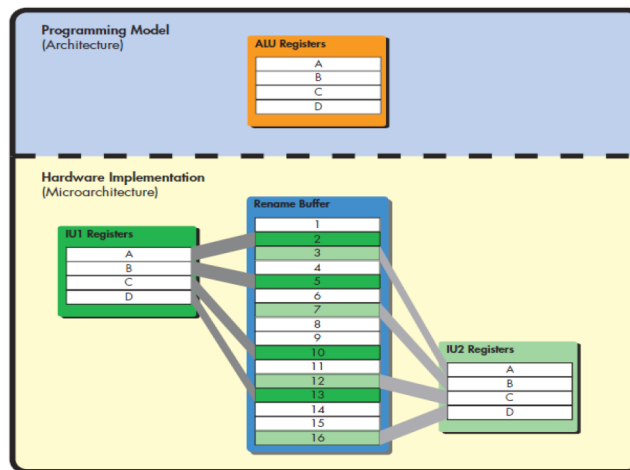 Programming Model
(Architecture)
ALU Registers
A
B
C
D
Hardware Implementation
(Microarchitecture)
Rename Buffer
1
2
3
4
5
6
7
8
9
10
11
12
13
14
15
16
IU1 Registers
A
B
C
D
IU2 Registers
A
B
C
D